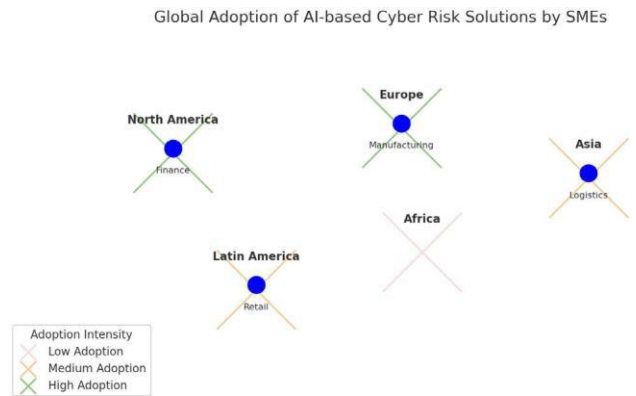 Global Adoption of AI-based Cyber Risk Solutions by SMEs
Europe
Manufacturing
North America
Finance
Asia
Logistics
Africa
Latin America
Retail
Adoption Intensity
Low Adoption
Medium Adoption
High Adoption